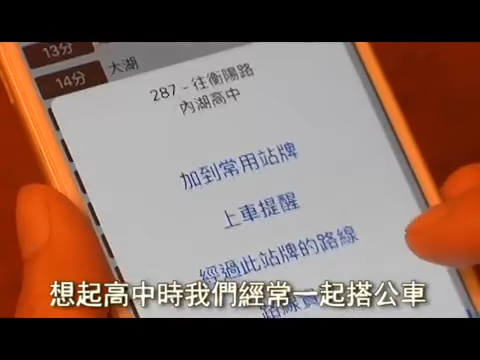 13分
14分 大湖
287 - 往衡陽路
內湖高中
加到常用站牌
上車提醒
經過此站牌的路線
想起高中時我們經常一起搭公車